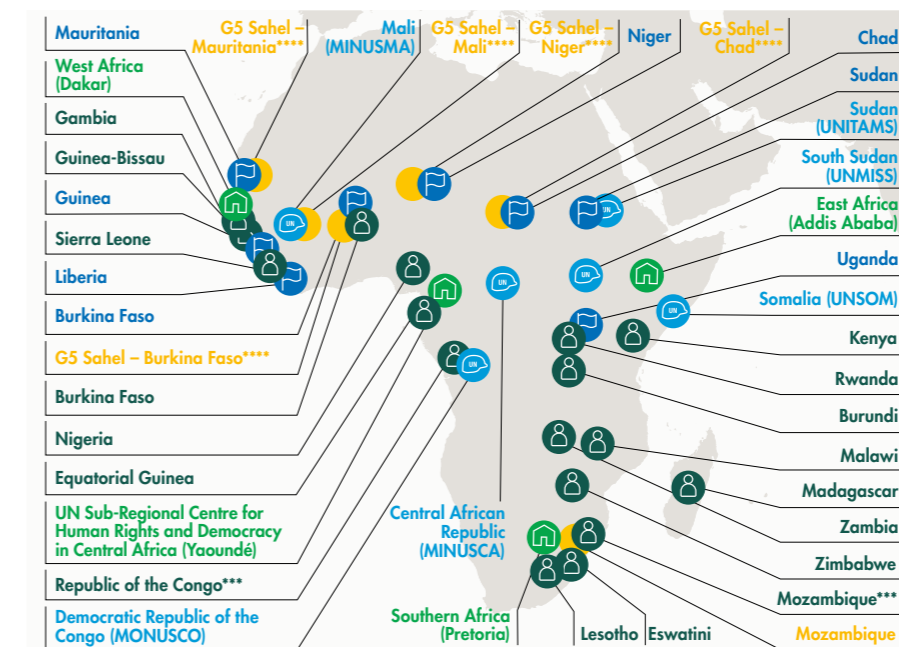 Mauritania
G5 Sahel –
Mauritania****
Mali
(MINUSMA)
G5 Sahel –
Mali****
G5 Sahel –
Niger****
Niger
G5 Sahel –
Chad****
Chad
West Africa
(Dakar)
Gambia
Guinea-Bissau
Guinea
Sierra Leone
Liberia
Burkina Faso
G5 Sahel – Burkina Faso****
Burkina Faso
Nigeria
Equatorial Guinea
UN Sub-Regional Centre for
Human Rights and Democracy
in Central Africa (Yaoundé)
Republic of the Congo***
Democratic Republic of the
Congo (MONUSCO)
Sudan
Sudan
(UNITAMS)
South Sudan
(UNMISS)
East Africa
(Addis Ababa)
Uganda
Somalia (UNSOM)
Kenya
Rwanda
Burundi
Malawi
Madagascar
Zambia
Zimbabwe
Mozambique***
Mozambique
Central African
Republic
(MINUSCA)
Southern Africa
(Pretoria)
Lesotho
Eswatini
UN
UN
UN
UN
UN
UN